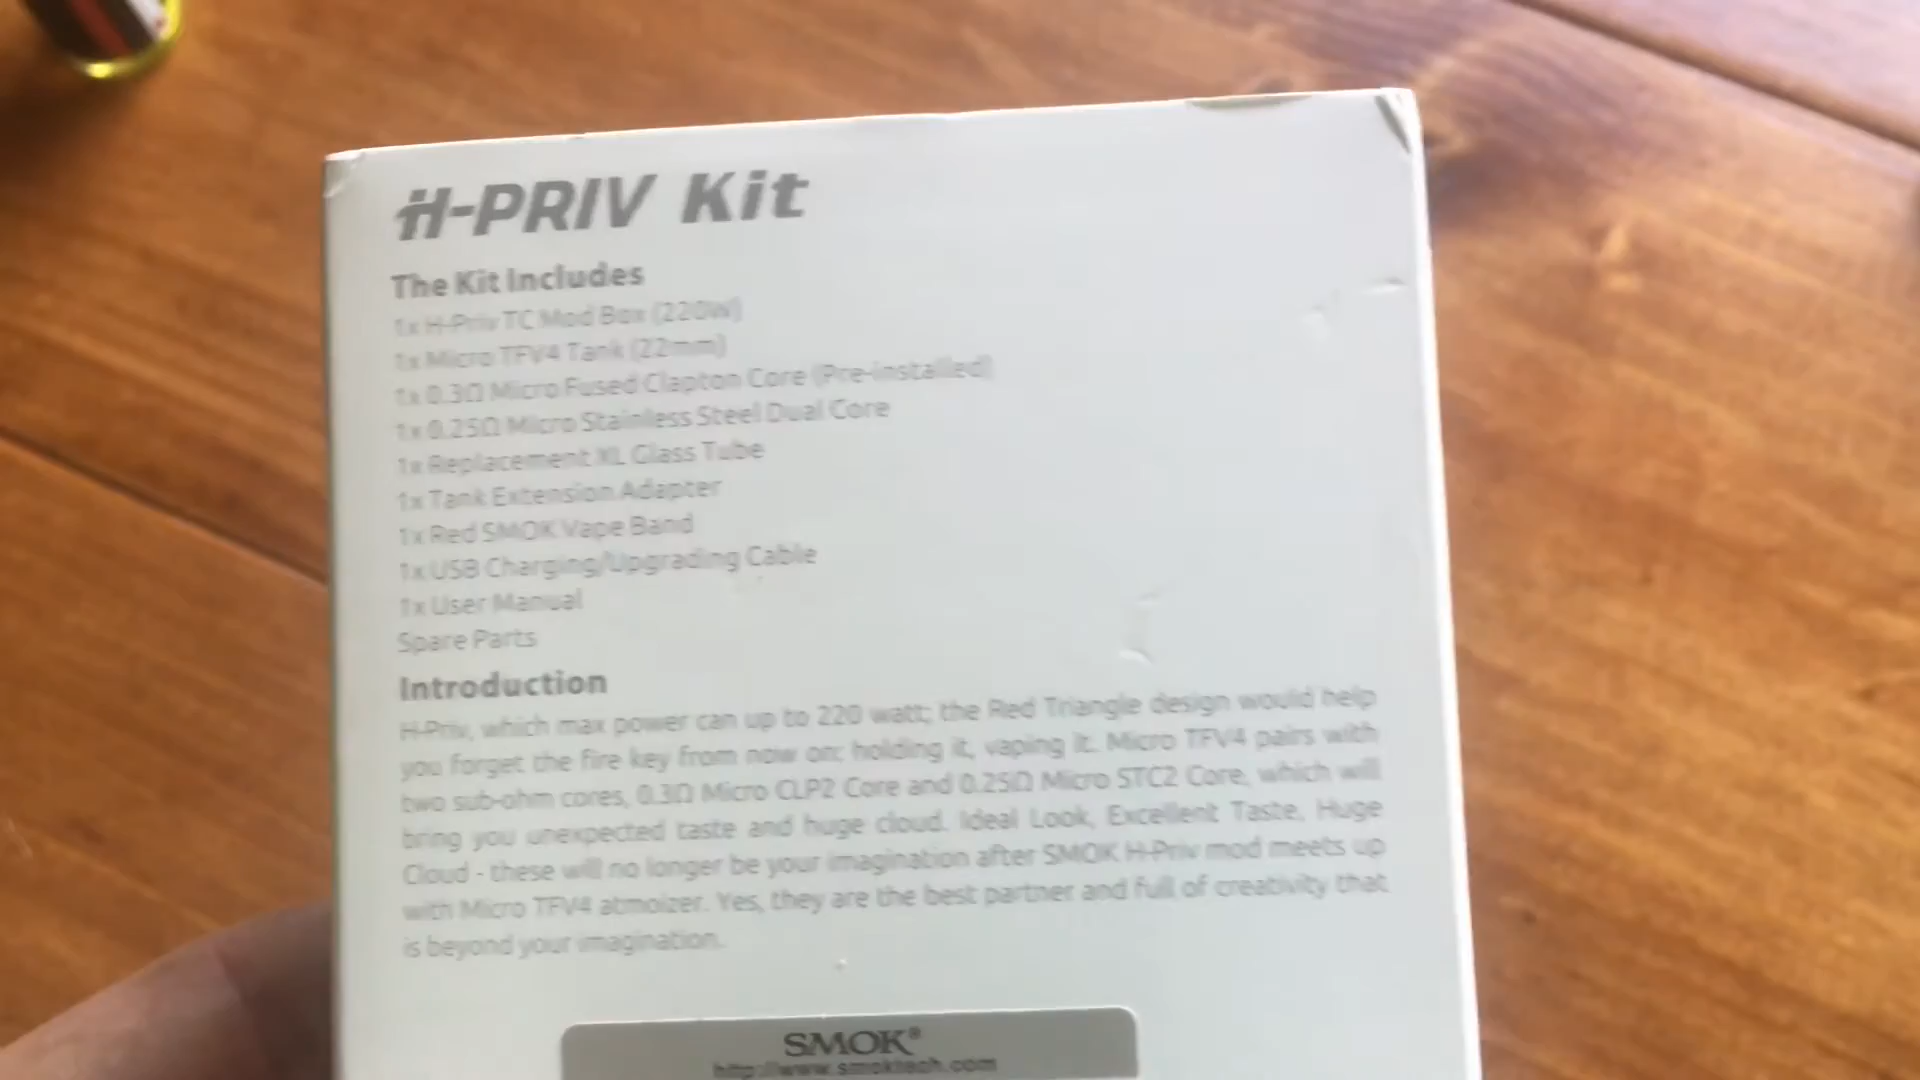 H-PRIV Kit
The Kit Includes
1x H-Priv TC Mod Box (220W)
1x Micro TFV4 Tank (22mm)
1x 0.3Ω Micro Fused Clapton Core (Pre-installed)
1x 0.25Ω Micro Stainless Steel Dual Core
1x Replacement XL Glass Tube
1x Tank Extension Adapter
1x Red SMOK Vape Band
1x USB Charging/Upgrading Cable
1x User Manual
Spare Parts
Introduction
H-Priv, which max power can up to 220 watt; the Red Triangle design would help
you forget the fire key from now on: holding it, vaping it. Micro TFV4 pairs with
two sub-ohm cores, 0.3Ω Micro CLP2 Core and 0.25Ω Micro STC2 Core, which will
bring you unexpected taste and huge cloud. Ideal Look, Excellent Taste, Huge
Cloud - these will no longer be your imagination after SMOK H-Priv mod meets up
with Micro TFV4 atmoizer. Yes, they are the best partner and full of creativity that
is beyond your imagination.
SMOK®
http://www.smoktech.com